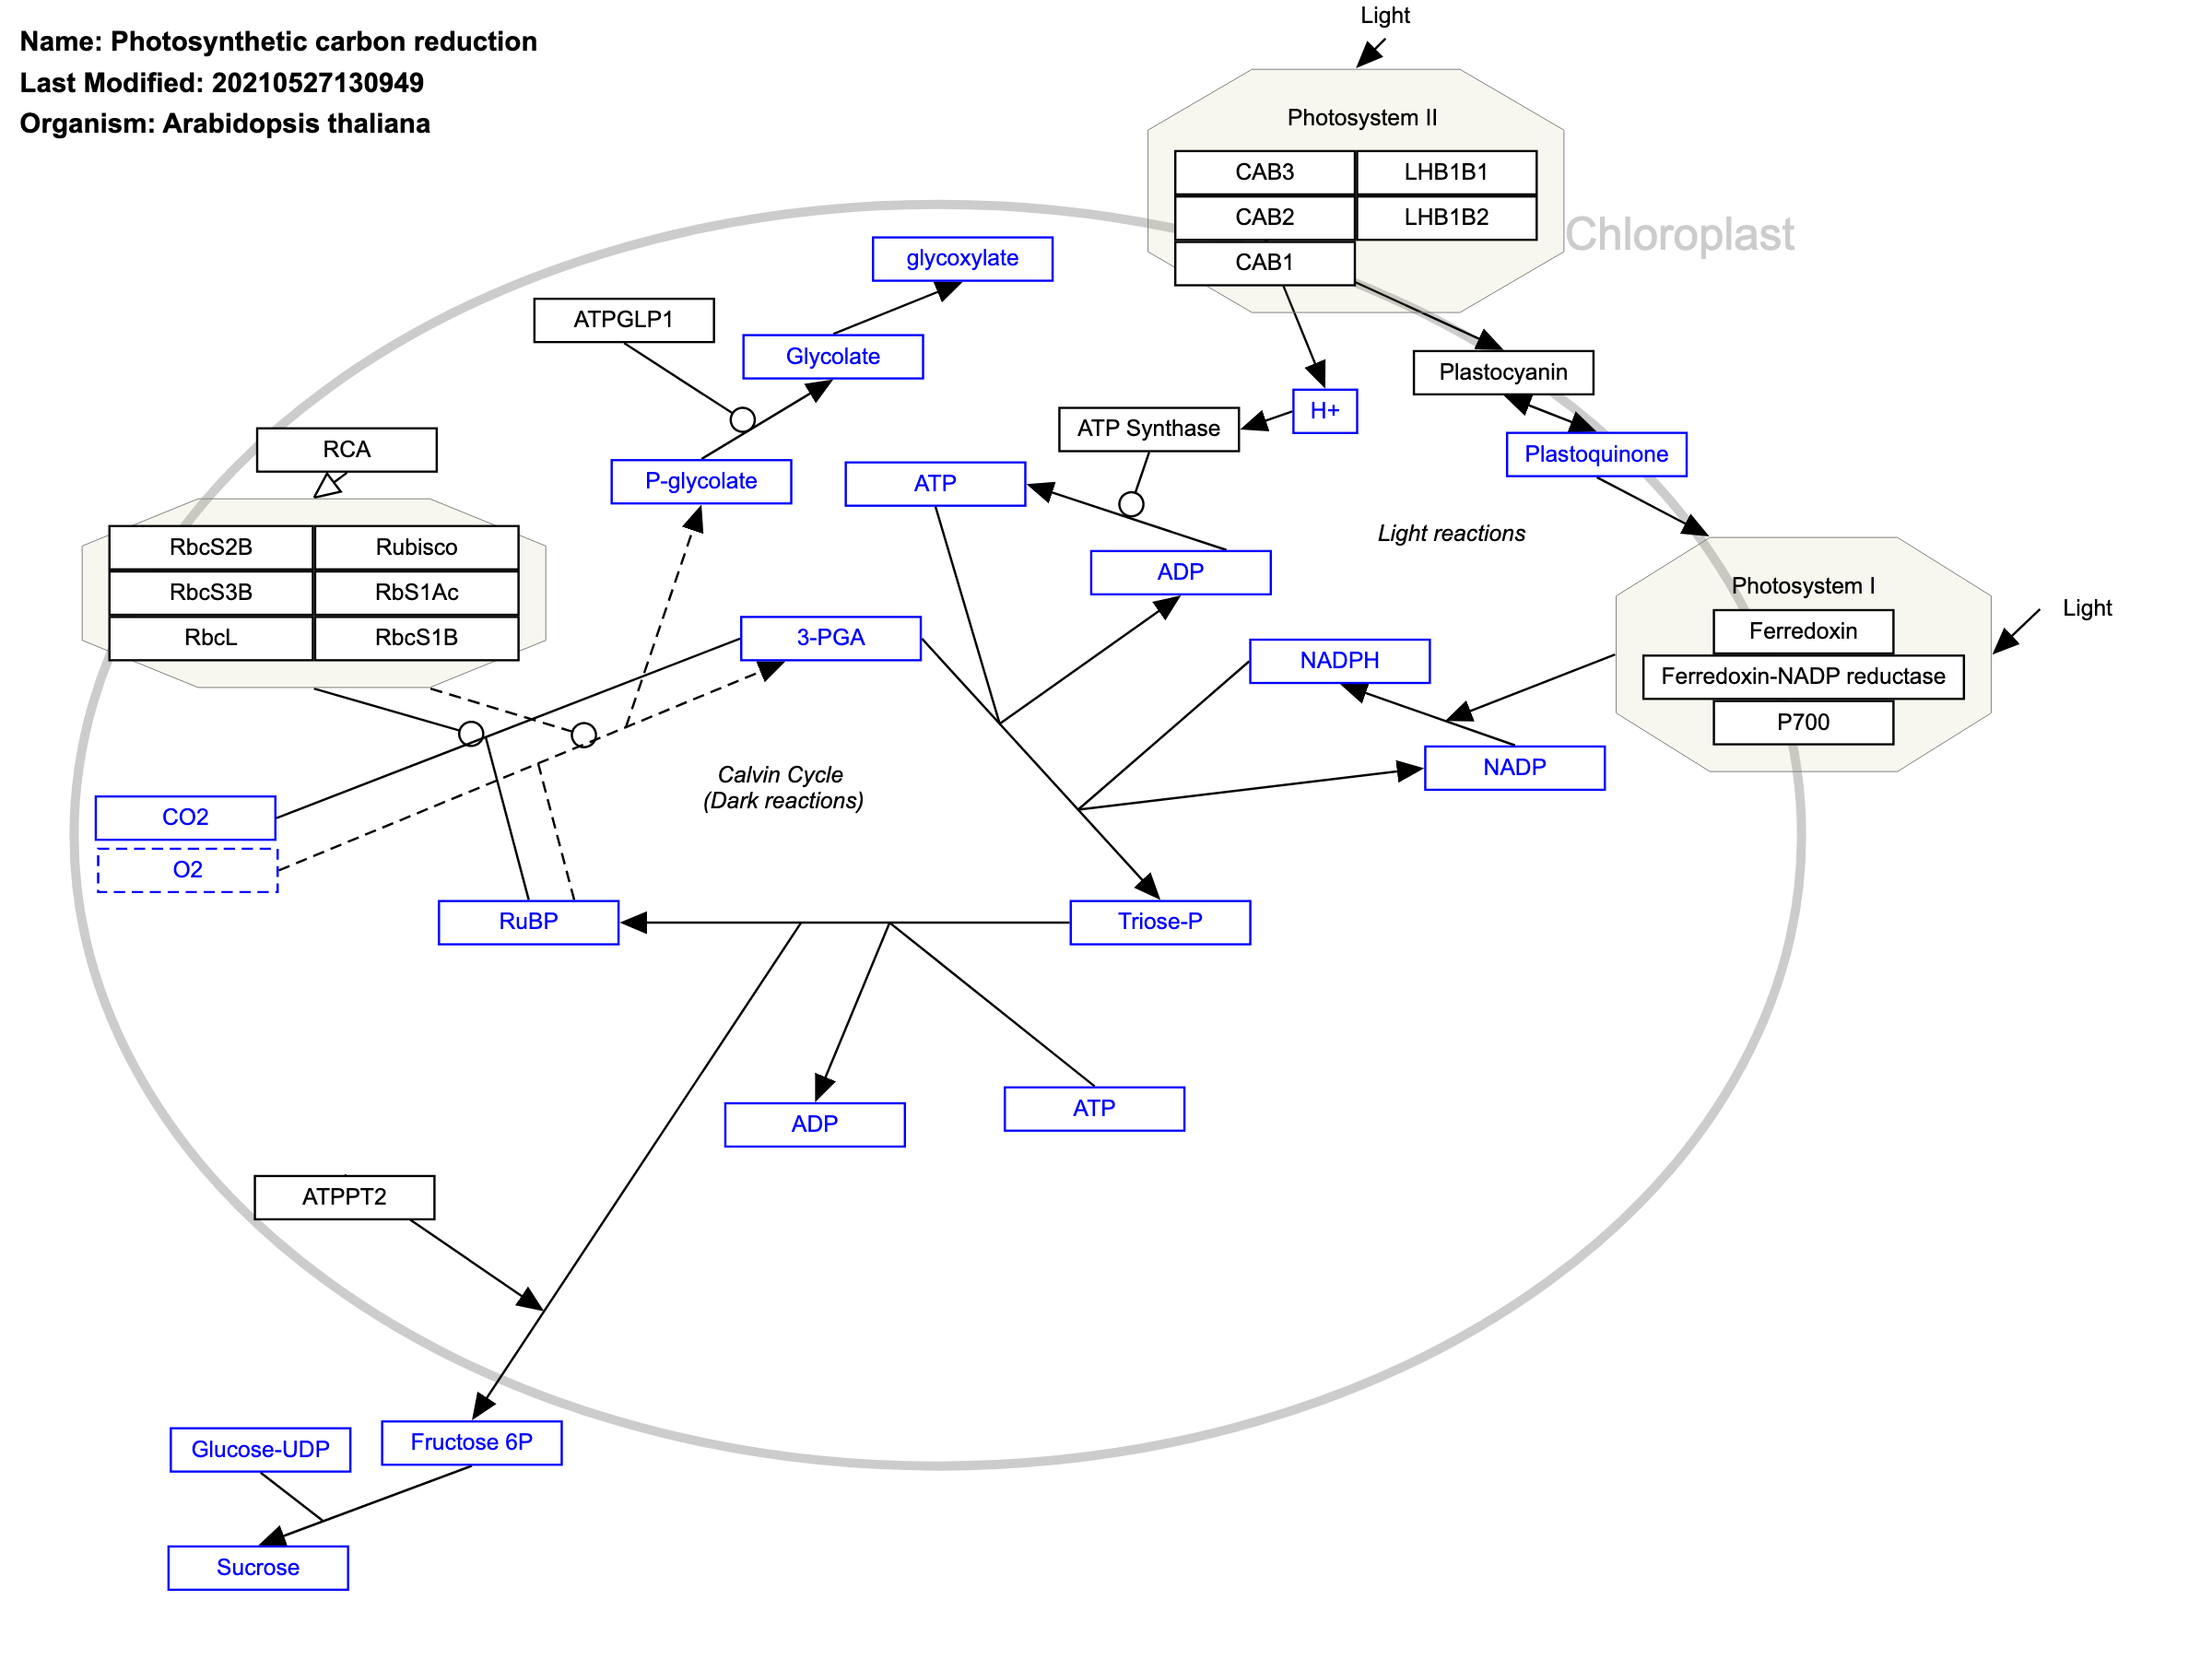 Name: Photosynthetic carbon reduction
Last Modified: 20210527130949
Organism: Arabidopsis thaliana
Light
Photosystem II
CAB3
LHB1B1
CAB2
LHB1B2
CAB1
Chloroplast
glycoxylate
ATPGLP1
Glycolate
Plastocyanin
H+
ATP Synthase
RCA
Plastoquinone
P-glycolate
ATP
Light reactions
RbcS2B
Rubisco
ADP
RbcS3B
RbS1Ac
RbcL
RbcS1B
3-PGA
NADPH
Photosystem I
Light
Ferredoxin
Ferredoxin-NADP reductase
P700
NADP
Calvin Cycle
(Dark reactions)
CO2
O2
RuBP
Triose-P
ADP
ATP
ATPPT2
Glucose-UDP
Fructose 6P
Sucrose